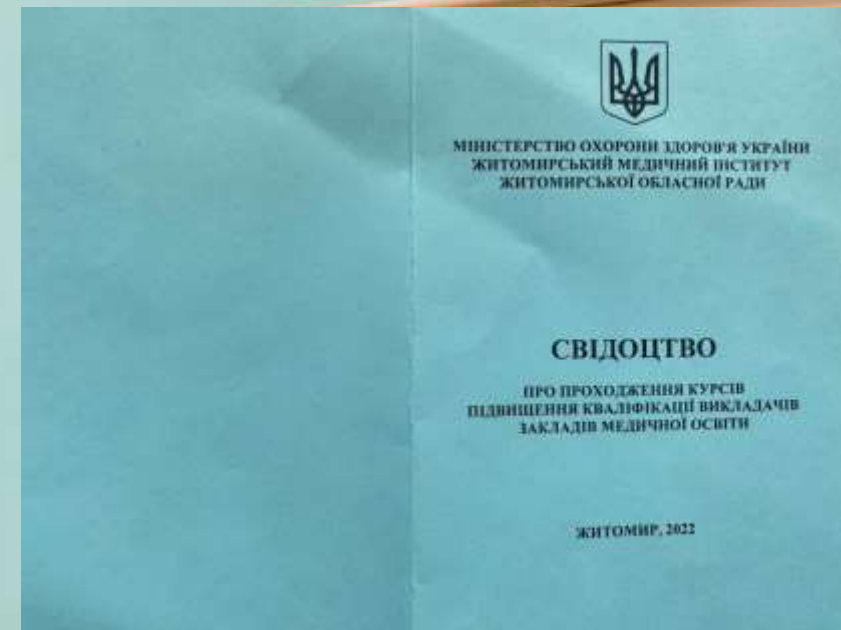 МІНІСТЕРСТВО ОХОРОНИ ЗДОРОВ'Я УКРАЇНИ
ЖИТОМИРСЬКИЙ МЕДИЧНИЙ ІНСТИТУТ
ЖИТОМИРСЬКОЇ ОБЛАСНОЇ РАДИ
СВІДОЦТВО
ПРО ПРОХОДЖЕННЯ КУРСІВ
ПІДВИЩЕННЯ КВАЛІФІКАЦІЇ ВИКЛАДАЧІВ
ЗАКЛАДІВ МЕДИЧНОЇ ОСВІТИ
ЖИТОМИР, 2022